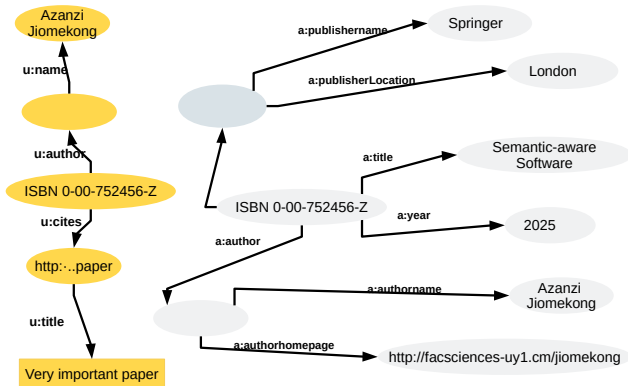 Azanzi
Jiomekong
u:name
u:author
ISBN 0-00-752456-Z
u:cites
http:·..paper
u:title
Very important paper
a:publishername
Springer
a:publisherLocation
London
a:title
Semantic-aware
Software
ISBN 0-00-752456-Z
a:year
2025
a:author
a:authorname
Azanzi
Jiomekong
a:authorhomepage
http://facsciences-uy1.cm/jiomekong